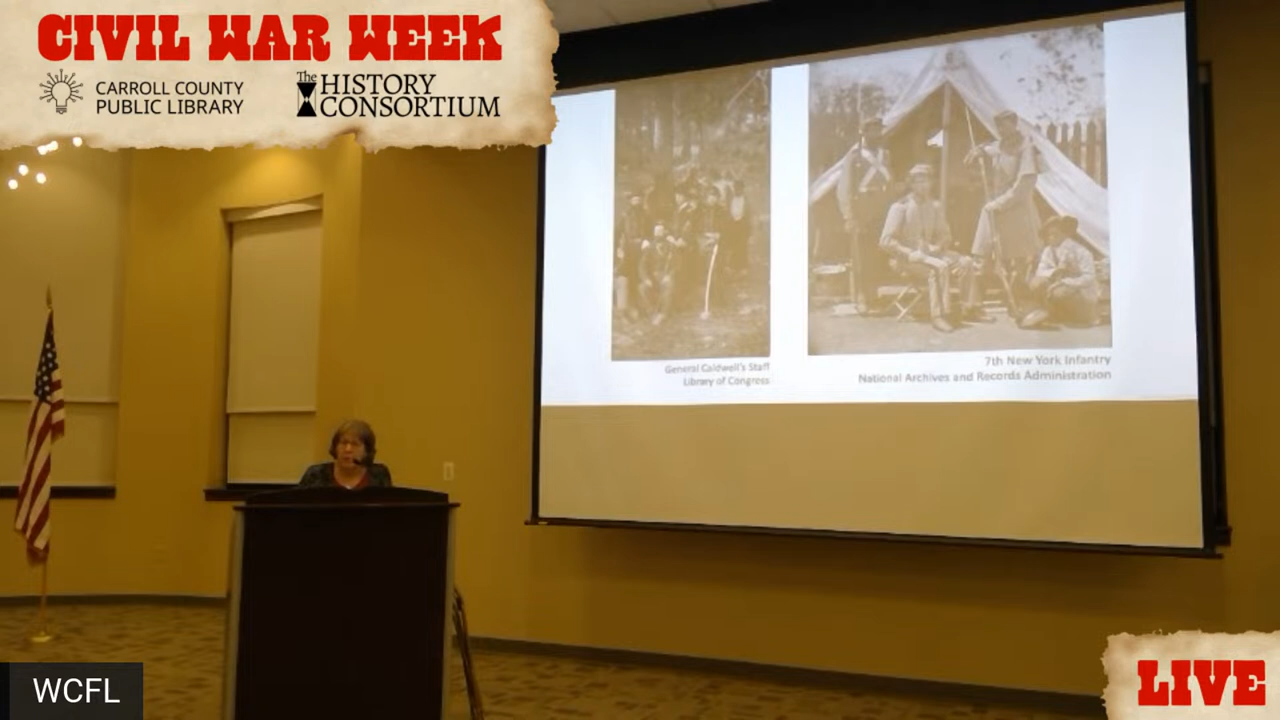 CIVIL WAR WEEK
CARROLL COUNTY
PUBLIC LIBRARY
The HISTORY
CONSORTIUM
General Caldwell's Staff
Library of Congress
7th New York Infantry
National Archives and Records Administration
WCFL
LIVE